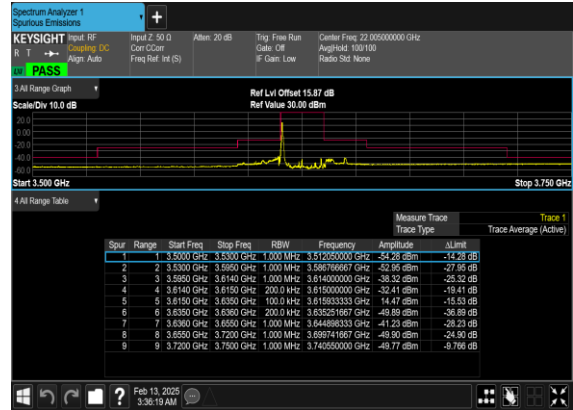 Spectrum Analyzer 1
Spurious Emissions
KEYSIGHT Input: RF Input Z: 50 Ω Atten: 20 dB Trig: Free Run Center Freq: 22.005000000 GHz
R T Coupling: DC Corr CCorr Gate: Off Avg|Hold: 100/100
Align: Auto Freq Ref: Int (S) IF Gain: Low Radio Std: None
PASS
3 All Range Graph Ref Lvl Offset 15.87 dB
Scale/Div 10.0 dB Ref Value 30.00 dBm
20.0
0.00
-20.0
-40.0
-60.0
Start 3.500 GHz Stop 3.750 GHz
4 All Range Table
Measure Trace Trace 1
Trace Type Trace Average (Active)
Spur Range Start Freq Stop Freq RBW Frequency Amplitude ΔLimit
1 1 3.5000 GHz 3.5300 GHz 1.000 MHz 3.512050000 GHz -54.28 dBm -14.28 dB
2 2 3.5300 GHz 3.5950 GHz 1.000 MHz 3.586766667 GHz -52.95 dBm -27.95 dB
3 3 3.5950 GHz 3.6140 GHz 1.000 MHz 3.614000000 GHz -38.32 dBm -25.32 dB
4 4 3.6140 GHz 3.6150 GHz 200.0 kHz 3.615000000 GHz -32.41 dBm -19.41 dB
5 5 3.6150 GHz 3.6350 GHz 100.0 kHz 3.615933333 GHz 14.47 dBm -15.53 dB
6 6 3.6350 GHz 3.6360 GHz 200.0 kHz 3.635251667 GHz -49.89 dBm -36.89 dB
7 7 3.6360 GHz 3.6550 GHz 1.000 MHz 3.644898333 GHz -41.23 dBm -28.23 dB
8 8 3.6550 GHz 3.7200 GHz 1.000 MHz 3.699741667 GHz -49.90 dBm -24.90 dB
9 9 3.7200 GHz 3.7500 GHz 1.000 MHz 3.740550000 GHz -49.77 dBm -9.766 dB
Feb 13, 2025
3:36:19 AM